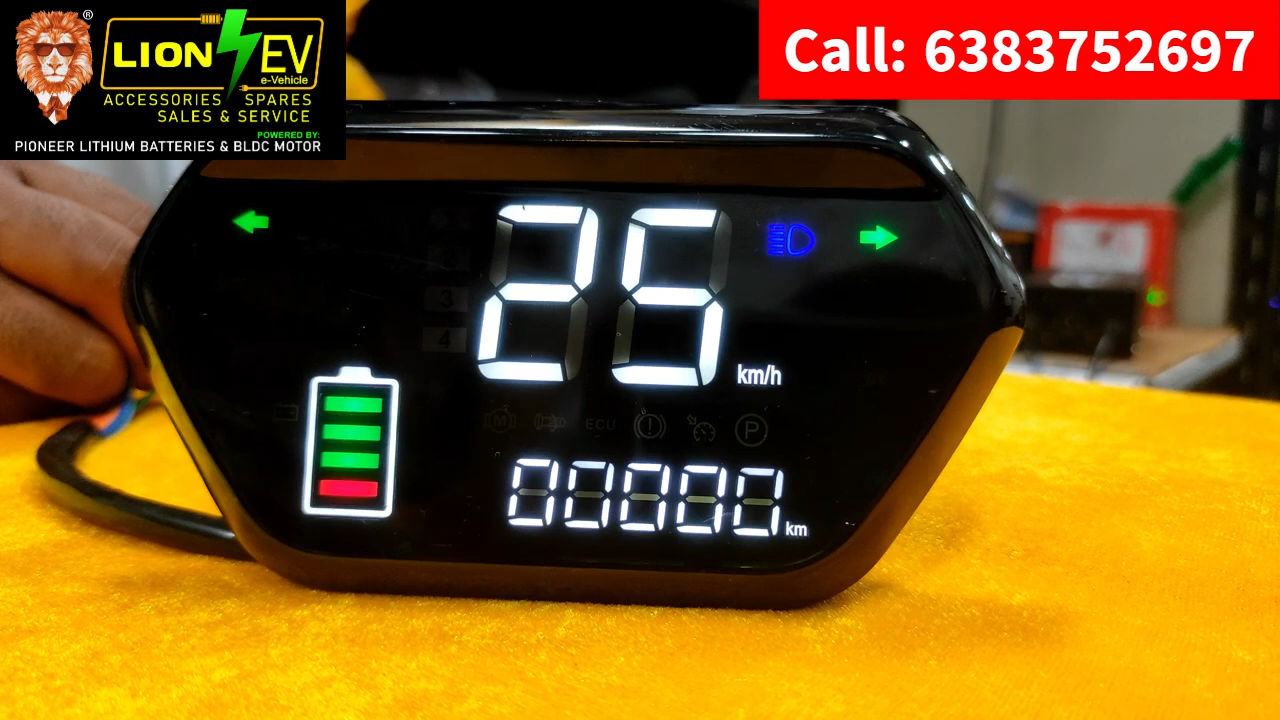 ®
LION EV
e-Vehicle
ACCESSORIES SPARES
SALES & SERVICE
POWERED BY:
PIONEER LITHIUM BATTERIES & BLDC MOTOR
Call: 6383752697
25
km/h
3
4
M ECU ! P
00000 km